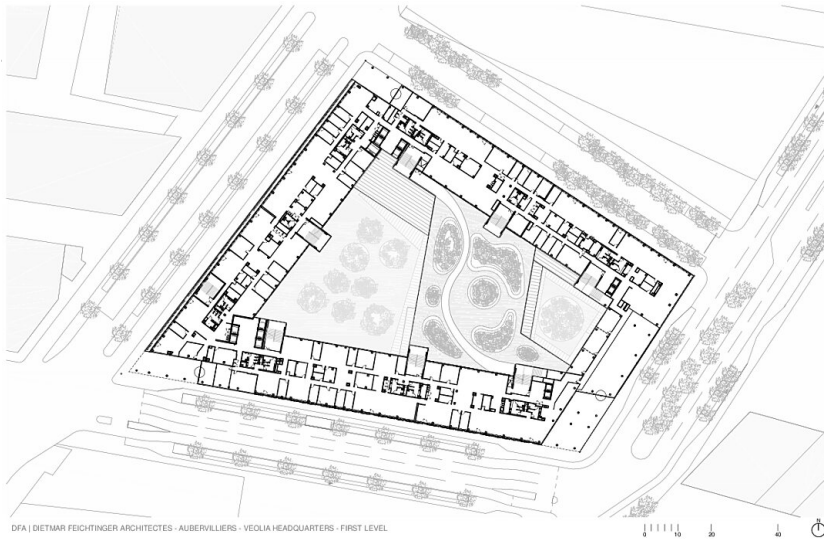 DFA | DIETMAR FEICHTINGER ARCHITECTES - AUBERVILLIERS - VEOLIA HEADQUARTERS - FIRST LEVEL
0 10 20 40
N